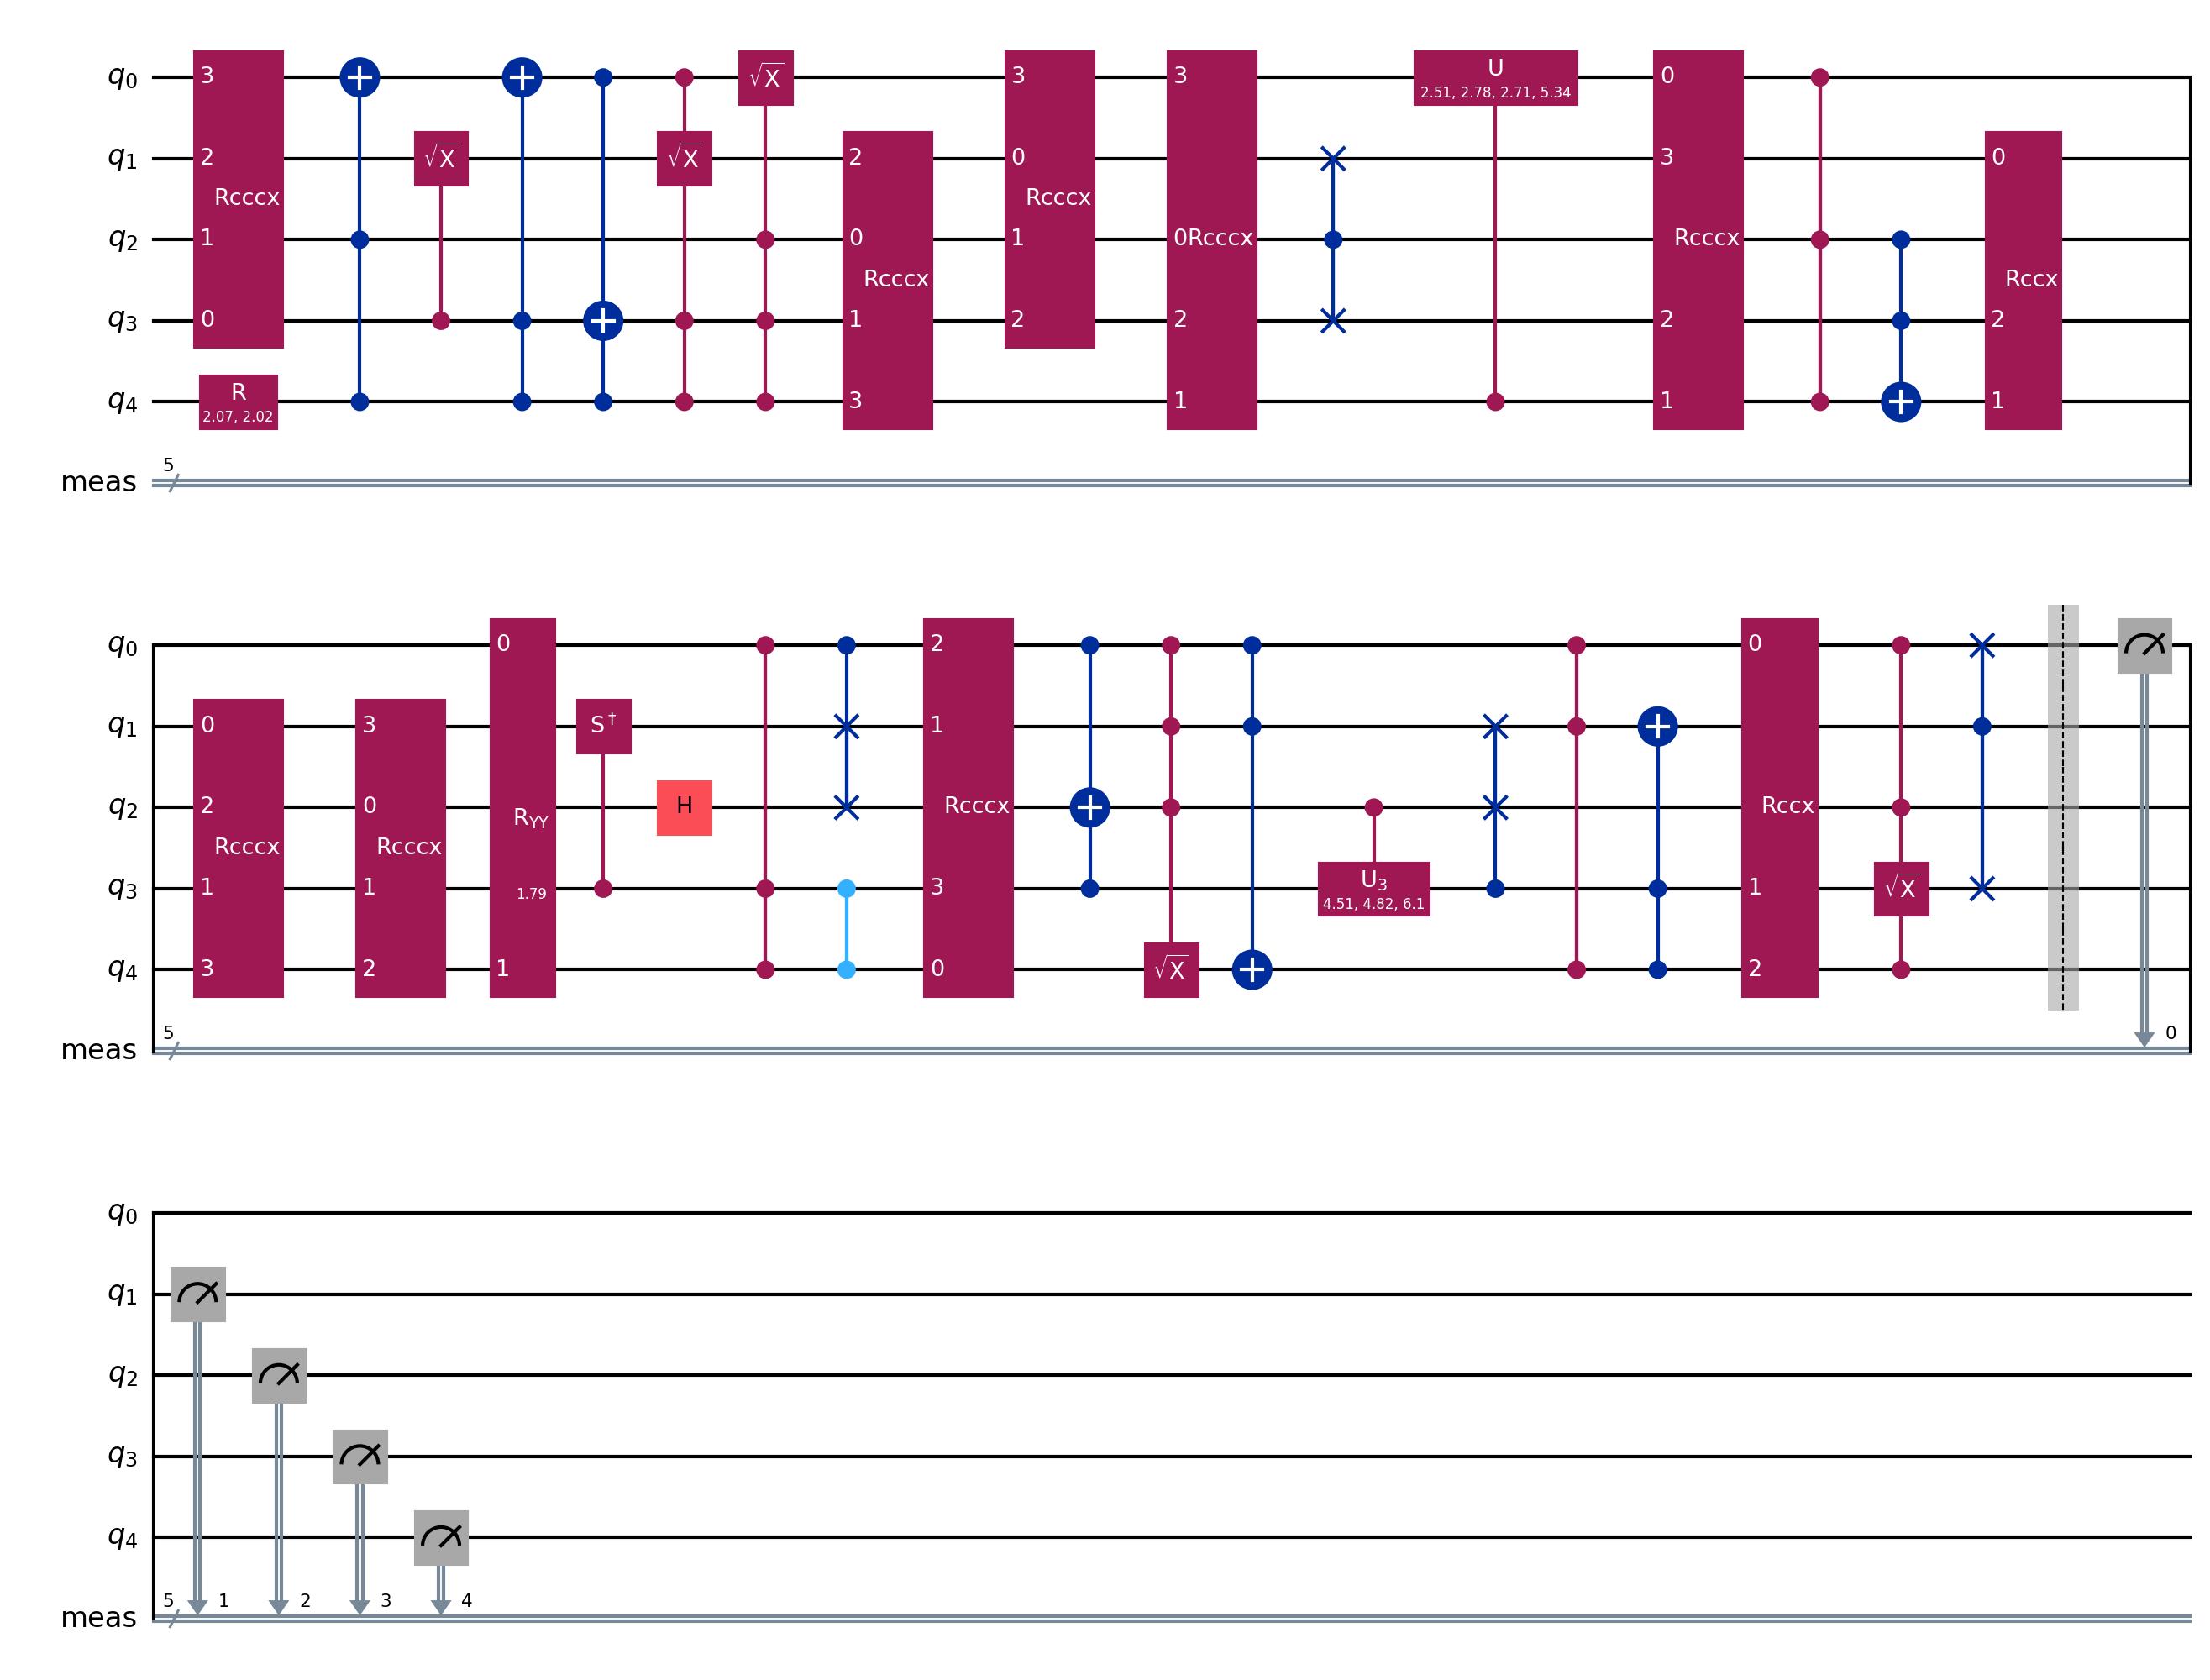 q0 3 √X 3 3 U 0
2.51, 2.78, 2.71, 5.34
q1 2 √X √X 2 0 3 0
Rcccx Rcccx
q2 1 0 1 0Rcccx Rcccx
Rcccx Rccx
q3 0 1 2 2 2 2
q4 R 3 1 1 1
2.07, 2.02
meas 5
q0 0 2 0
q1 0 3 S† 1
q2 2 0 RYY H Rcccx Rccx
Rcccx Rcccx
q3 1 1 1.79 3 U3 1 √X
4.51, 4.82, 6.1
q4 3 2 1 0 √X 2
meas 5 0
q0
q1
q2
q3
q4
meas 5 1 2 3 4